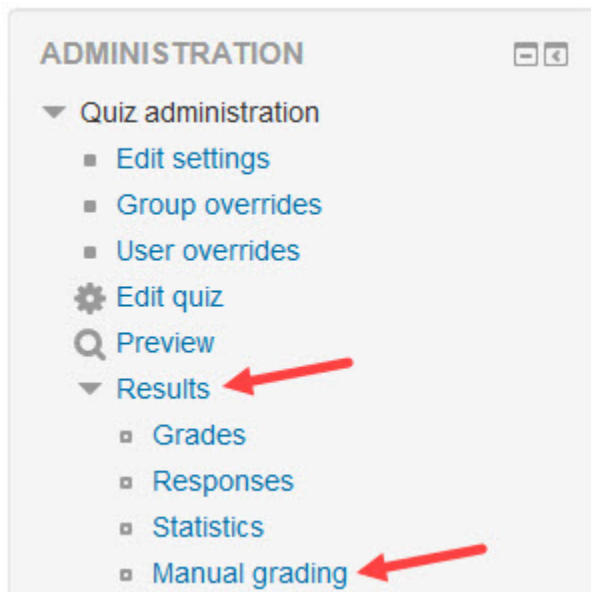 ADMINISTRATION
Quiz administration
Edit settings
Group overrides
User overrides
Edit quiz
Preview
Results
Grades
Responses
Statistics
Manual grading